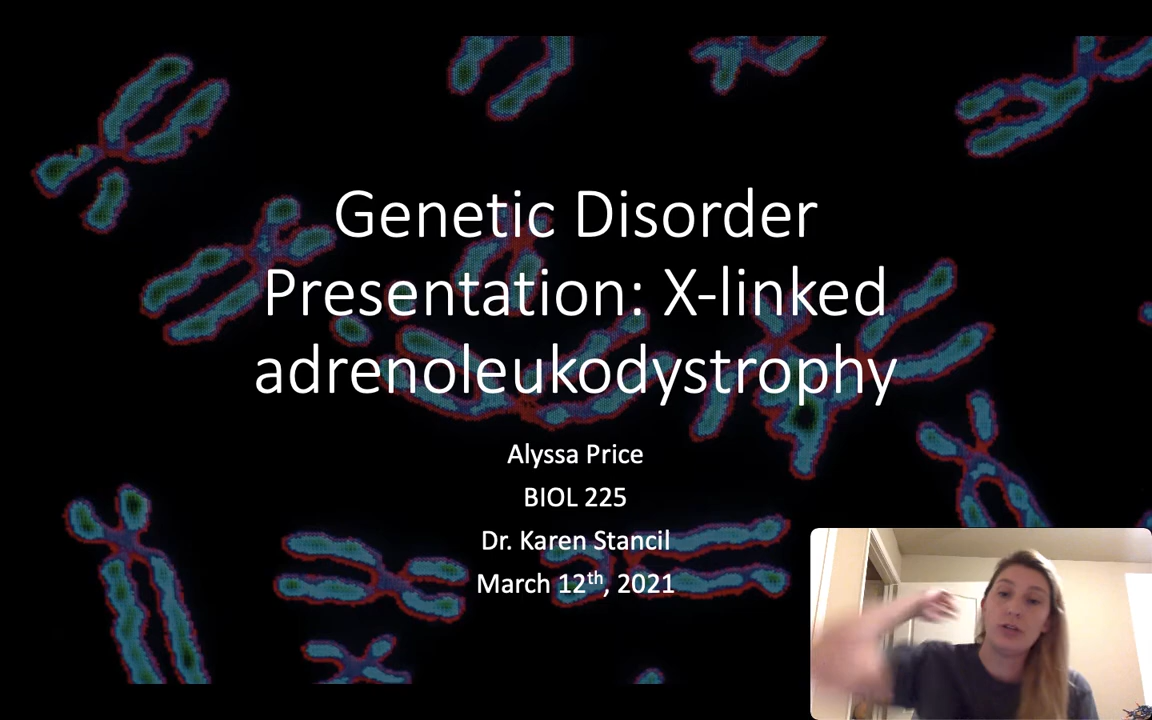 Genetic Disorder
Presentation: X-linked
adrenoleukodystrophy
Alyssa Price
BIOL 225
Dr. Karen Stancil
March 12th, 2021